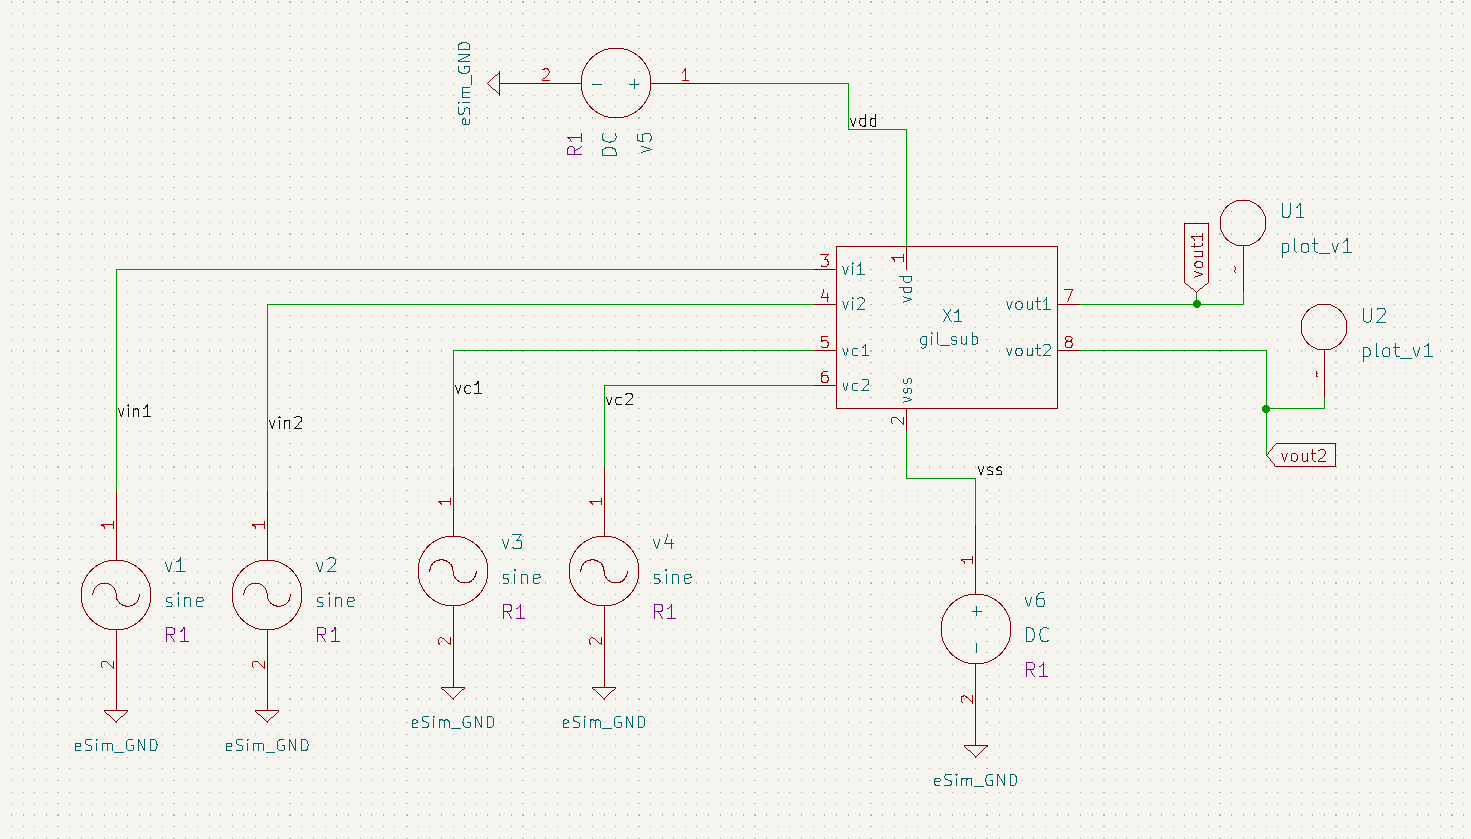 eSim_GND
2
1
-
+
R1
DC
v5
vdd
U1
plot_v1
~
vout1
U2
plot_v1
~
vout2
X1
gil_sub
1
vdd
3
vi1
4
vi2
5
vc1
6
vc2
7
vout1
8
vout2
2
vss
vin1
vin2
vc1
vc2
vss
1
v1
sine
R1
2
eSim_GND
1
v2
sine
R1
2
eSim_GND
1
v3
sine
R1
2
eSim_GND
1
v4
sine
R1
2
eSim_GND
1
+
-
v6
DC
R1
2
eSim_GND